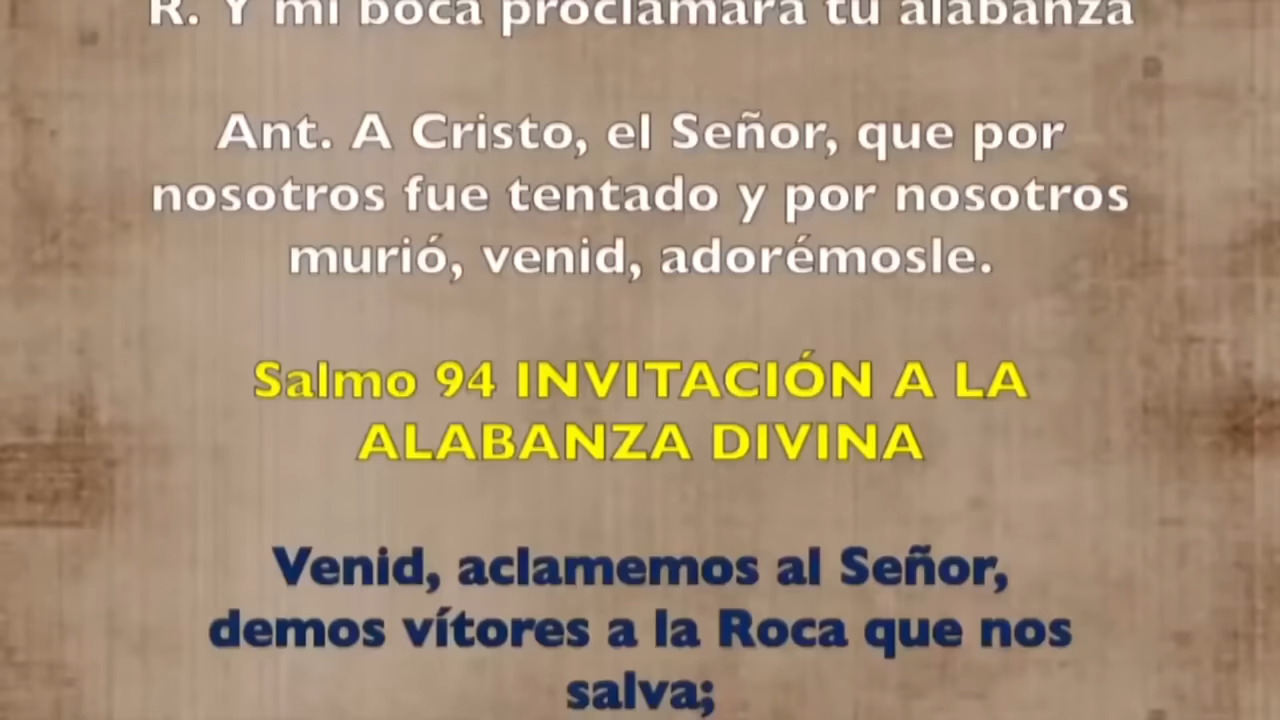 R. Y mi boca proclamará tu alabanza
Ant. A Cristo, el Señor, que por
nosotros fue tentado y por nosotros
murió, venid, adorémosle.
Salmo 94 INVITACIÓN A LA
ALABANZA DIVINA
Venid, aclamemos al Señor,
demos vítores a la Roca que nos
salva;